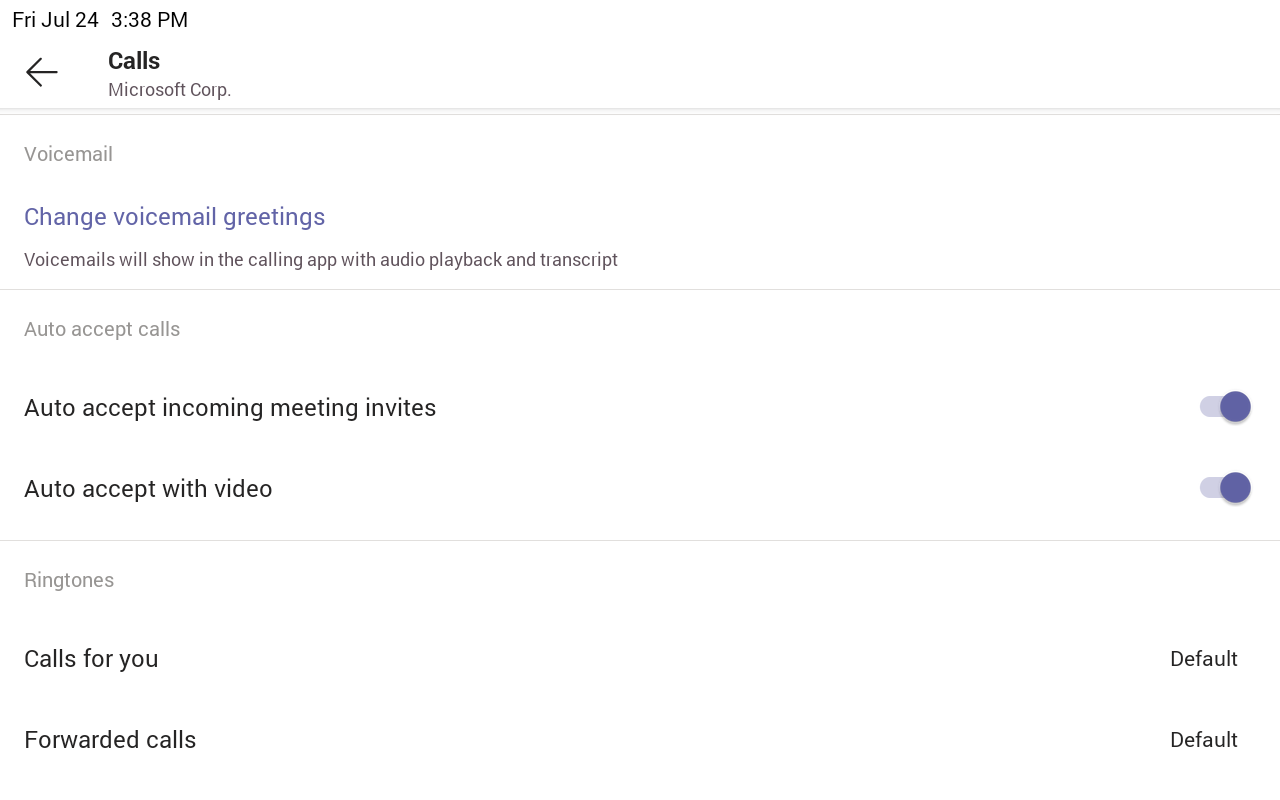 Fri Jul 24 3:38 PM
Calls
Microsoft Corp.
Voicemail
Change voicemail greetings
Voicemails will show in the calling app with audio playback and transcript
Auto accept calls
Auto accept incoming meeting invites
Auto accept with video
Ringtones
Calls for you Default
Forwarded calls Default